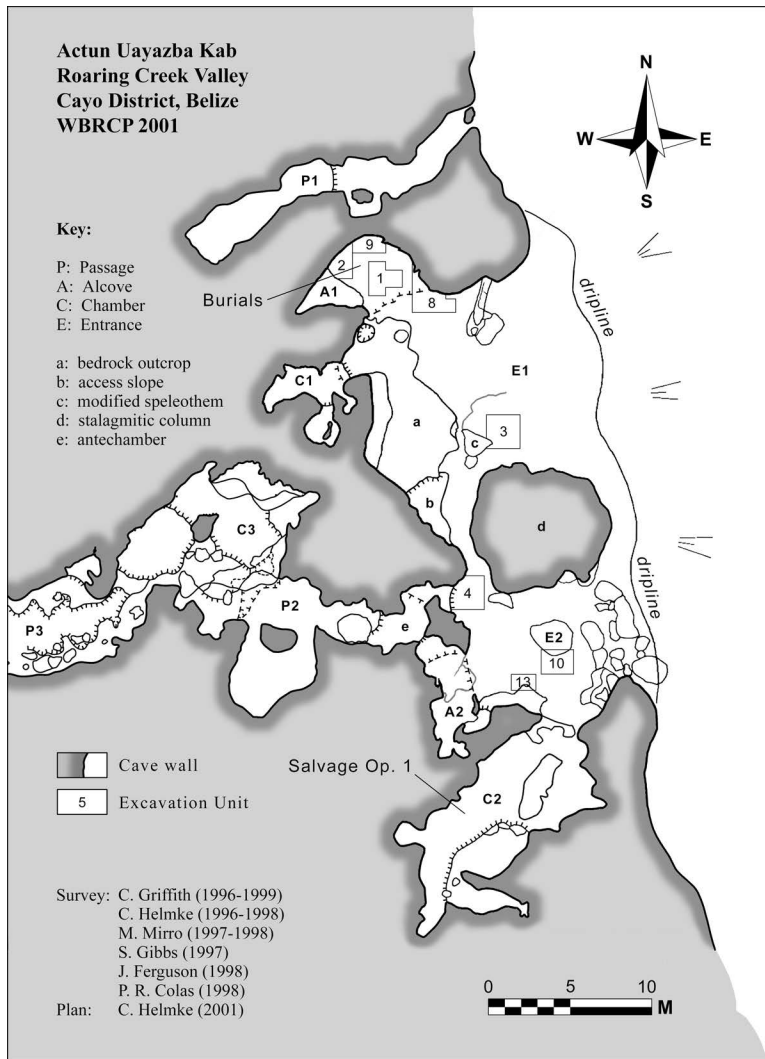 Actun Uayazba Kab
Roaring Creek Valley
Cayo District, Belize
WBRCP 2001
N
W
E
S
P1
Key:
P: Passage
A: Alcove
C: Chamber
E: Entrance
a: bedrock outcrop
b: access slope
c: modified speleothem
d: stalagmitic column
e: antechamber
9
2
1
8
Burials
A1
dripline
E1
C1
a
3
c
b
d
C3
dripline
P2
4
P3
e
E2
10
13
A2
Cave wall
Salvage Op. 1
C2
5
Excavation Unit
Survey: C. Griffith (1996-1999)
C. Helmke (1996-1998)
M. Mirro (1997-1998)
S. Gibbs (1997)
J. Ferguson (1998)
P. R. Colas (1998)
Plan: C. Helmke (2001)
0 5 10
M